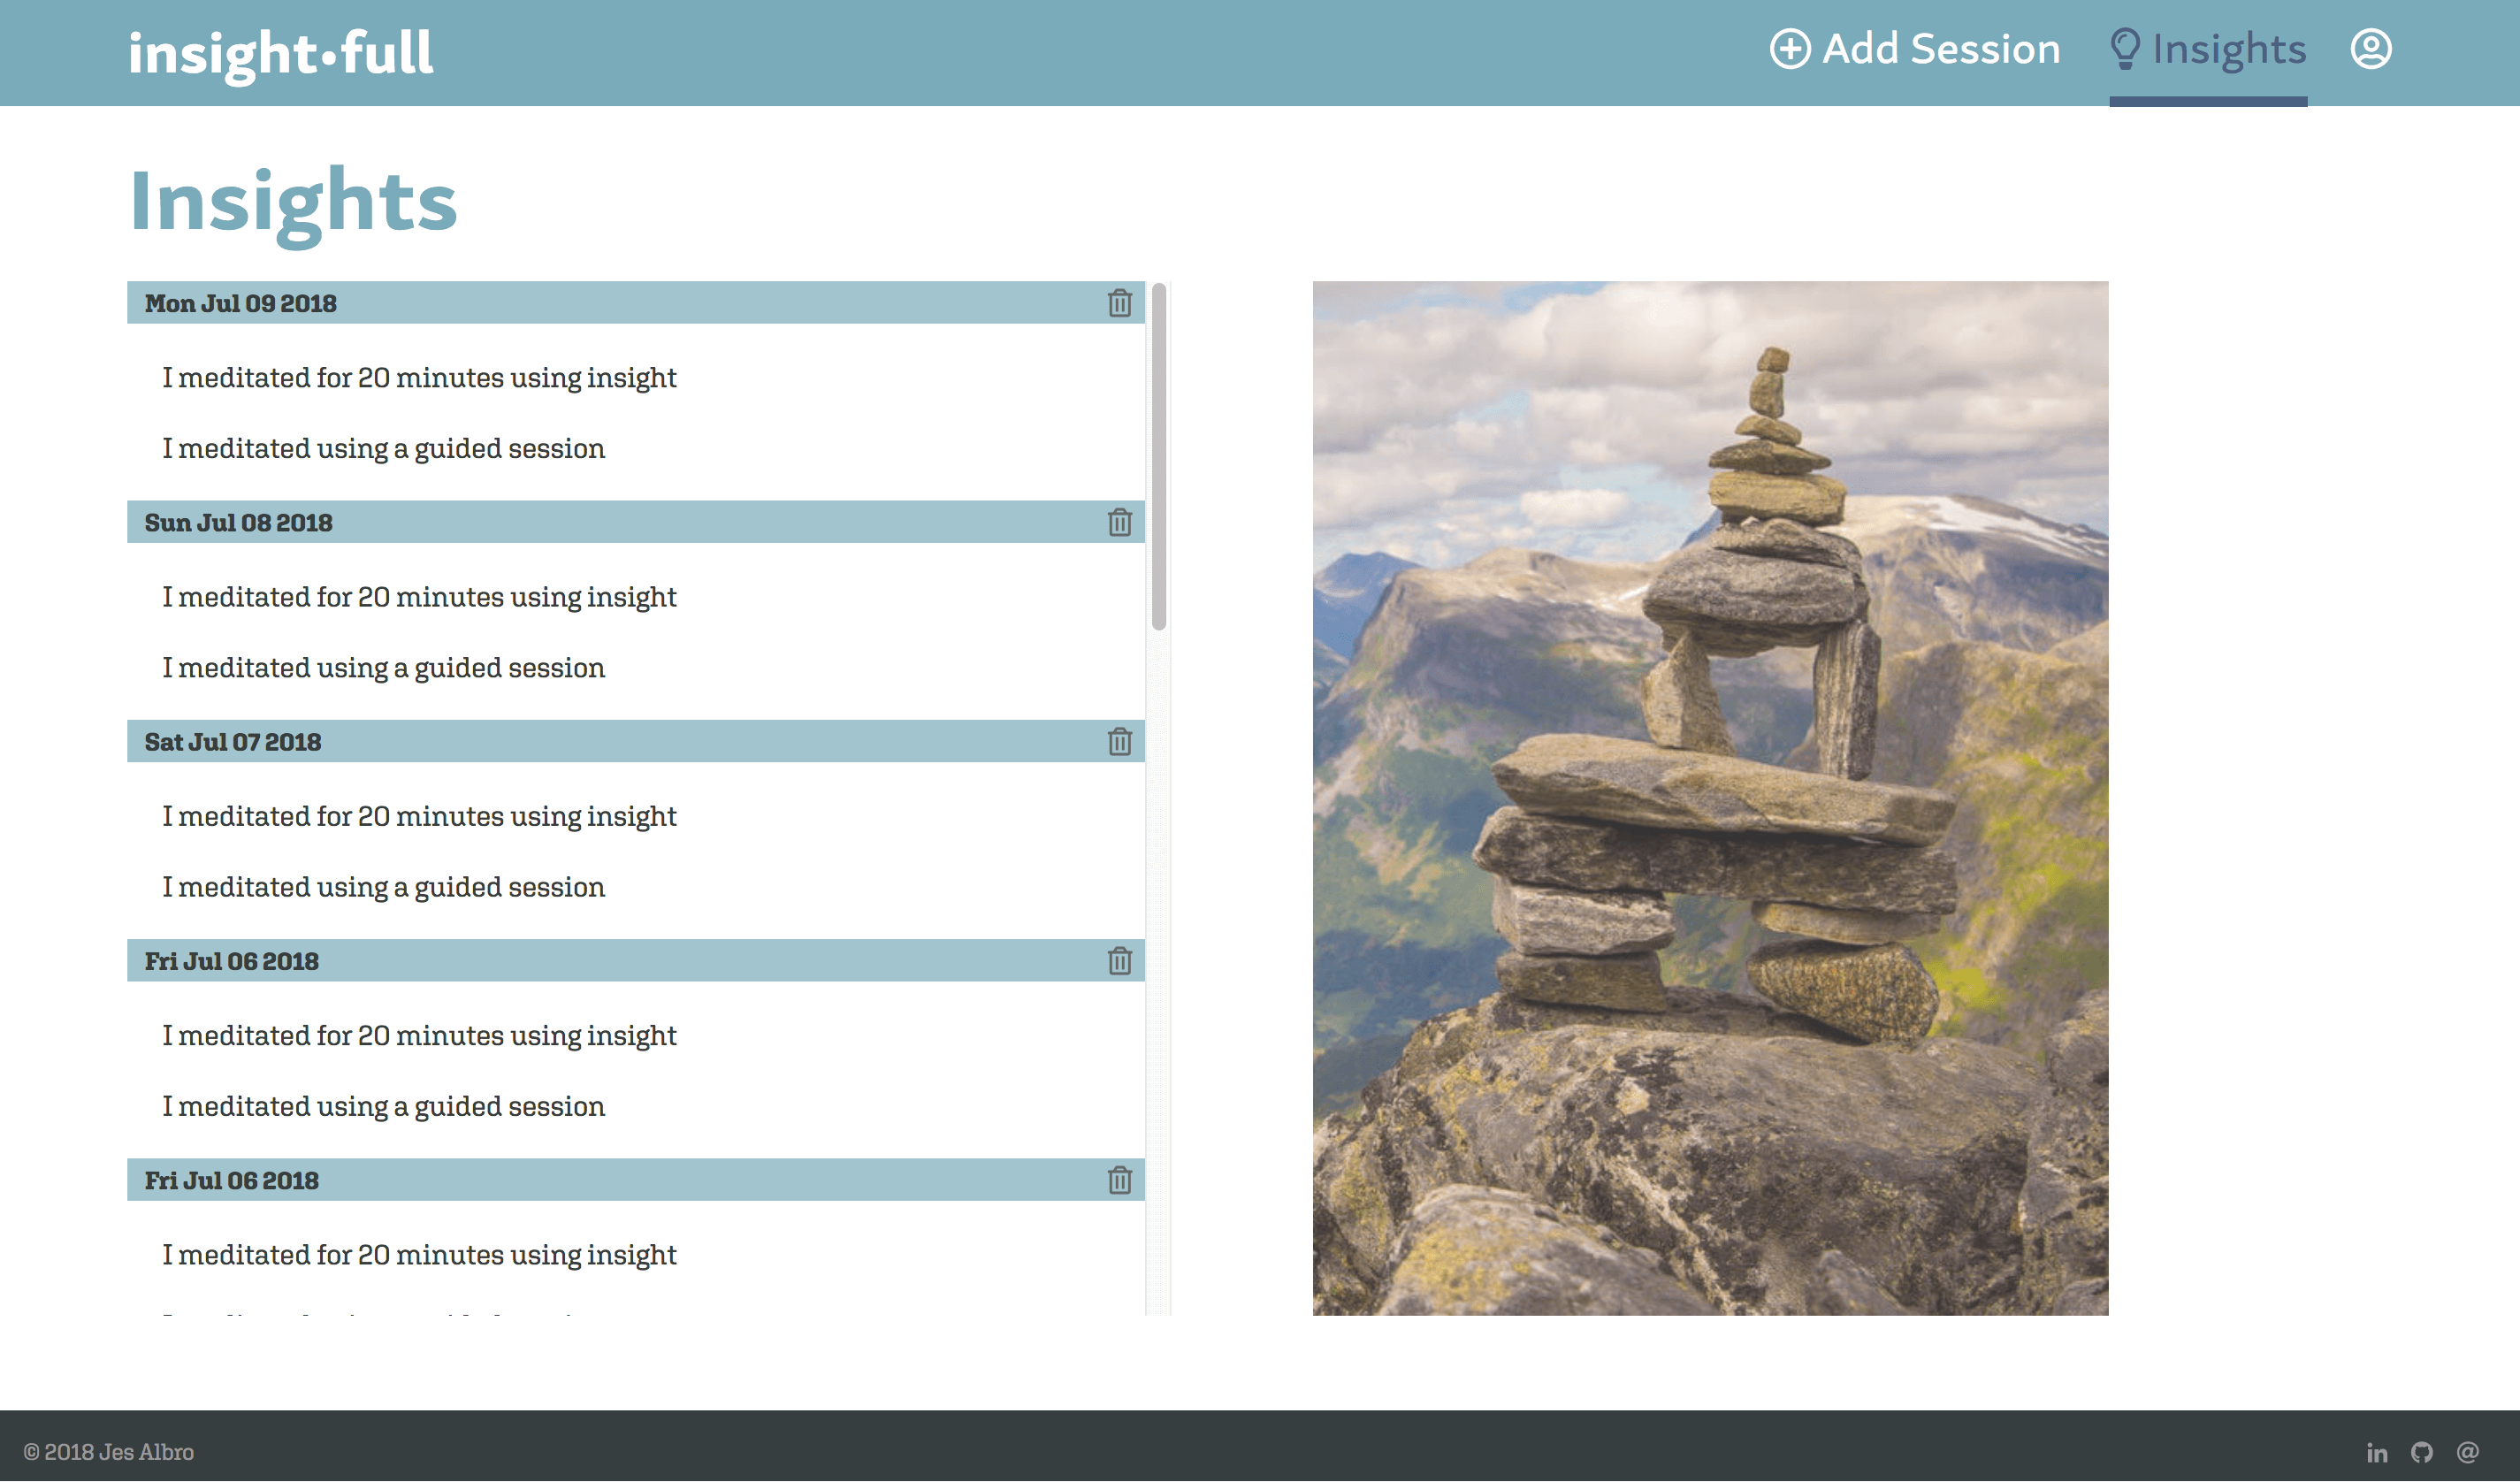 insight•full
Add Session
Insights
Insights
Mon Jul 09 2018
I meditated for 20 minutes using insight
I meditated using a guided session
Sun Jul 08 2018
I meditated for 20 minutes using insight
I meditated using a guided session
Sat Jul 07 2018
I meditated for 20 minutes using insight
I meditated using a guided session
Fri Jul 06 2018
I meditated for 20 minutes using insight
I meditated using a guided session
Fri Jul 06 2018
I meditated for 20 minutes using insight
© 2018 Jes Albro
in
@